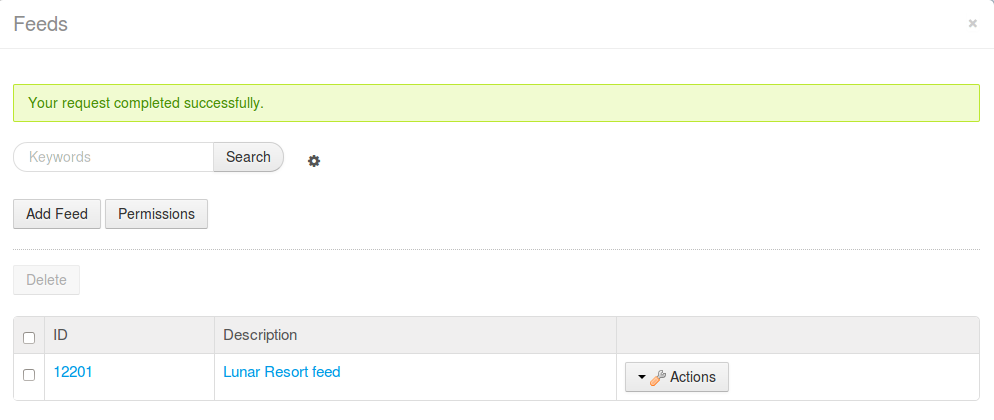 Feeds
×
Your request completed successfully.
Keywords Search
Add Feed Permissions
Delete
ID Description
12201 Lunar Resort feed Actions